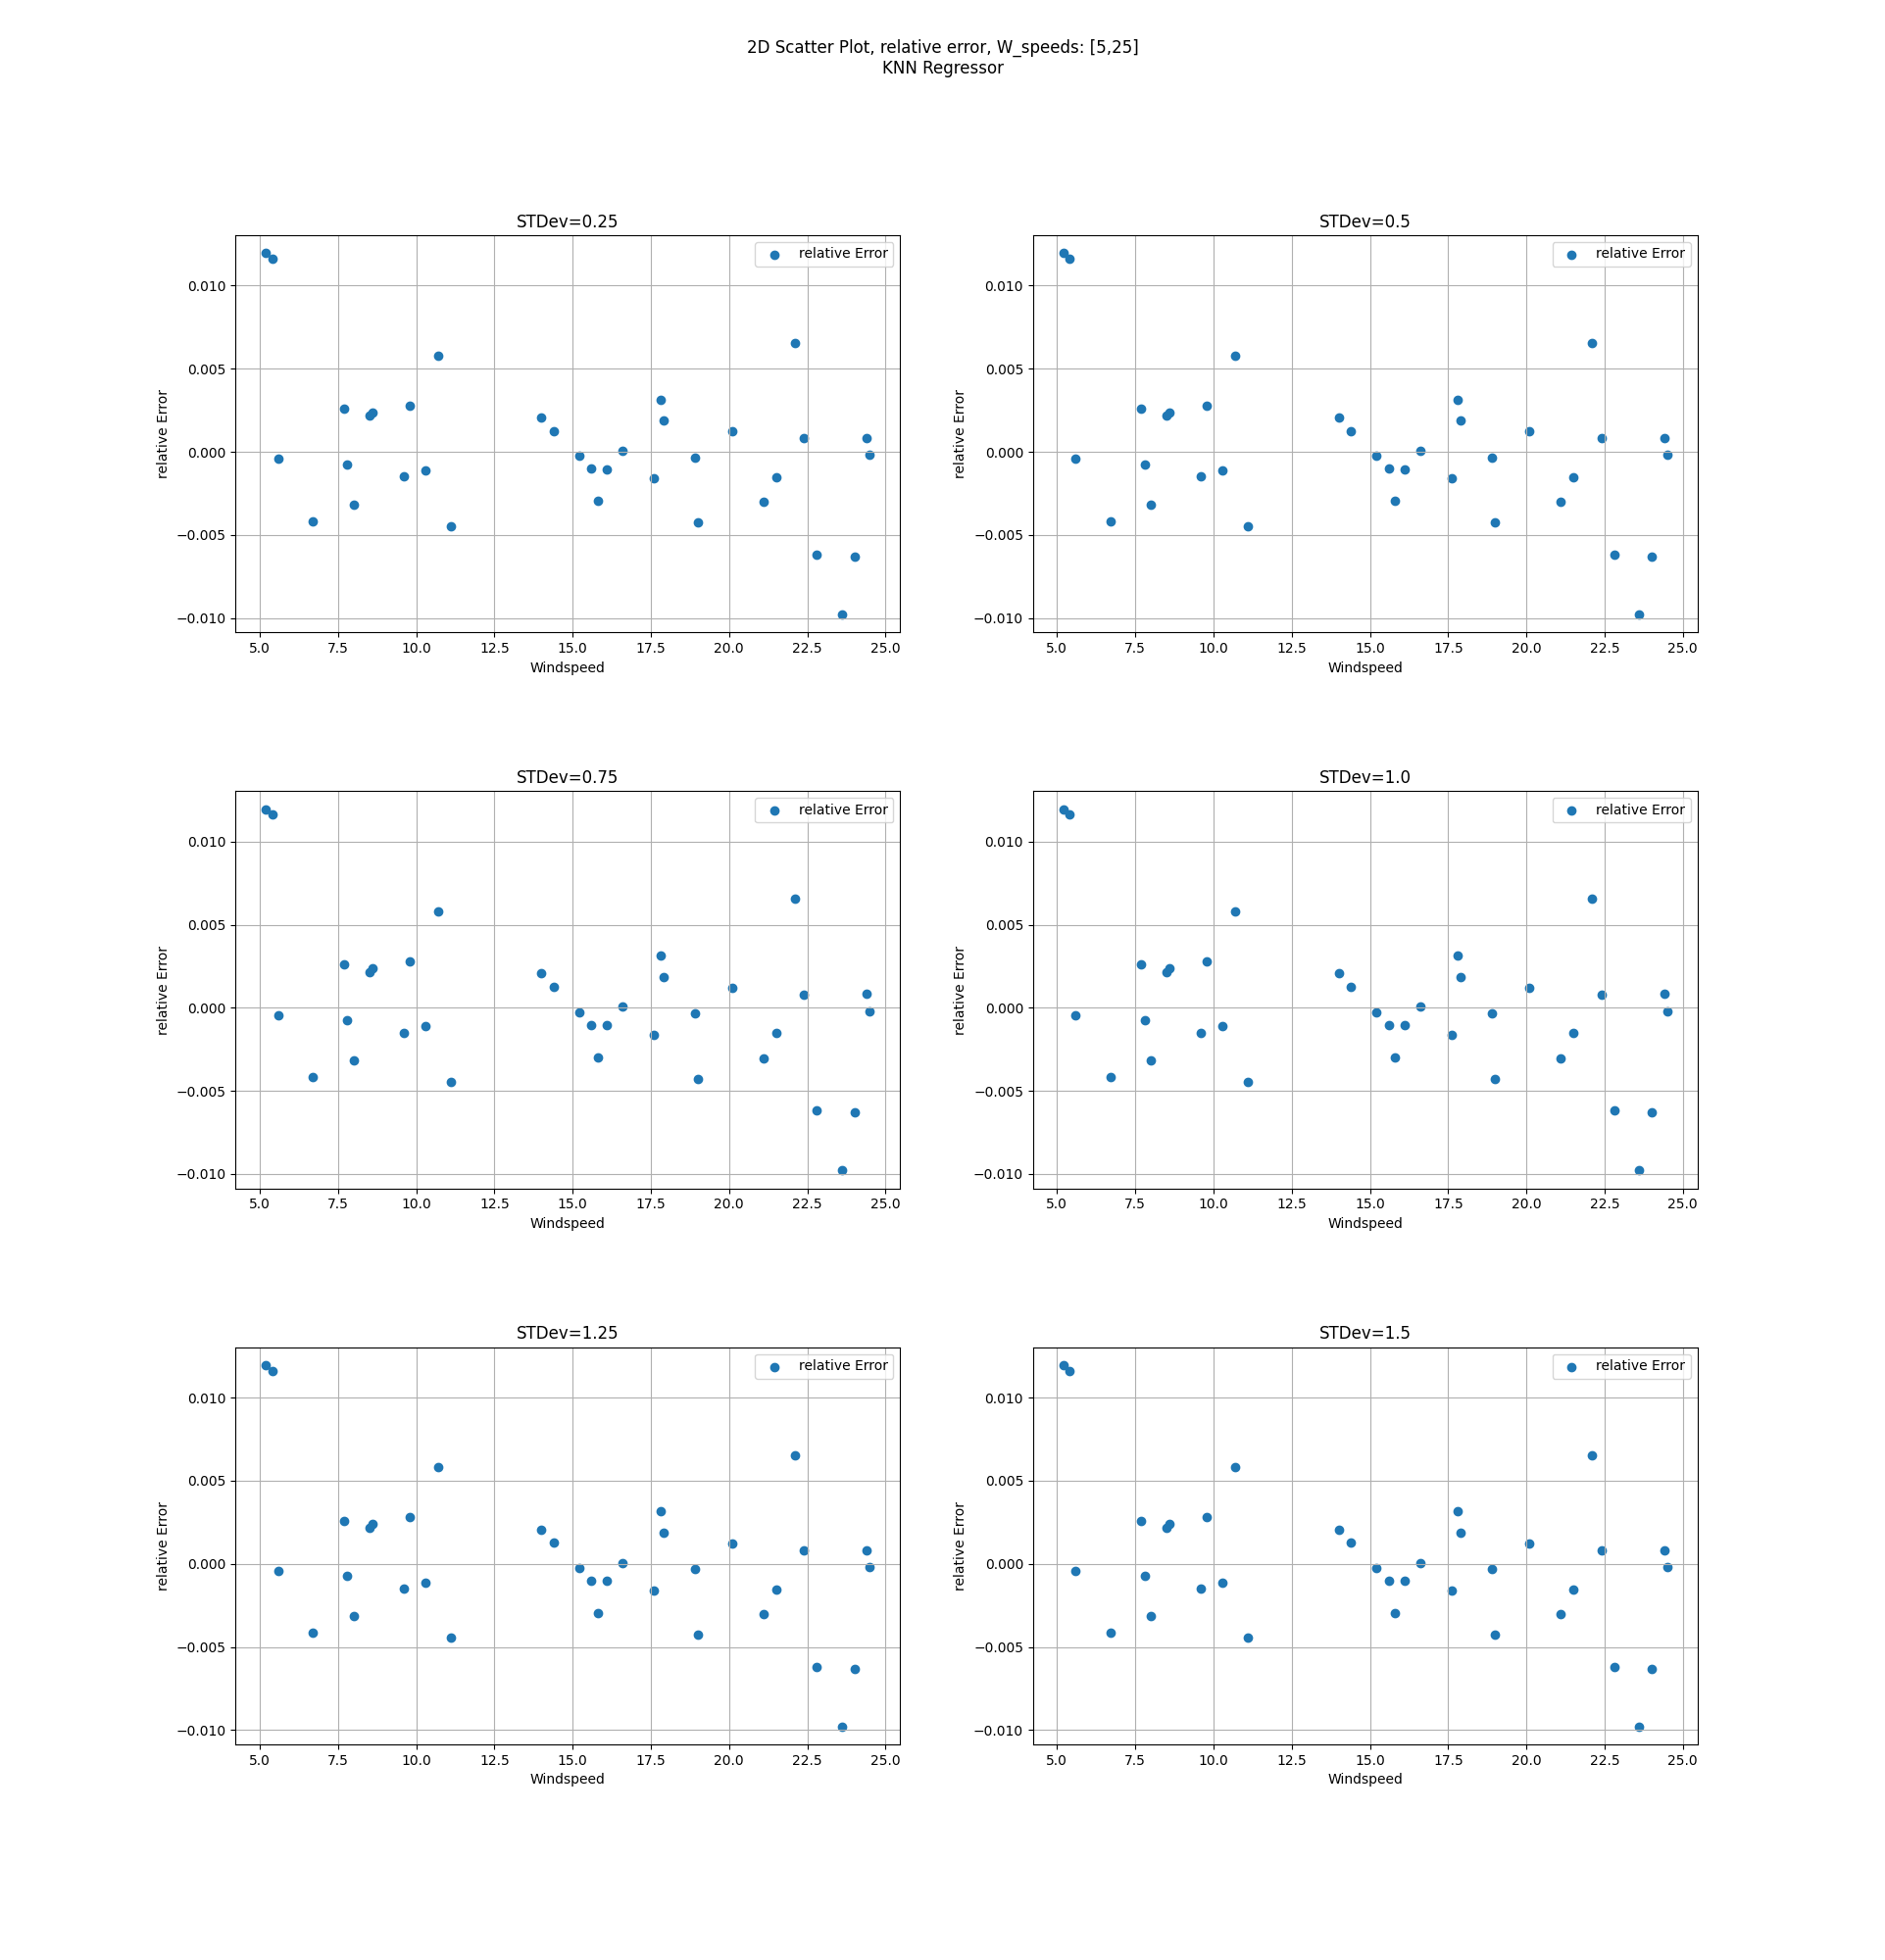 2D Scatter Plot, relative error, W_speeds: [5,25]
KNN Regressor
STDev=0.25
relative Error
0.010
0.005
0.000
−0.005
−0.010
relative Error
5.0 7.5 10.0 12.5 15.0 17.5 20.0 22.5 25.0
Windspeed
STDev=0.5
relative Error
0.010
0.005
0.000
−0.005
−0.010
relative Error
5.0 7.5 10.0 12.5 15.0 17.5 20.0 22.5 25.0
Windspeed
STDev=0.75
relative Error
0.010
0.005
0.000
−0.005
−0.010
relative Error
5.0 7.5 10.0 12.5 15.0 17.5 20.0 22.5 25.0
Windspeed
STDev=1.0
relative Error
0.010
0.005
0.000
−0.005
−0.010
relative Error
5.0 7.5 10.0 12.5 15.0 17.5 20.0 22.5 25.0
Windspeed
STDev=1.25
relative Error
0.010
0.005
0.000
−0.005
−0.010
relative Error
5.0 7.5 10.0 12.5 15.0 17.5 20.0 22.5 25.0
Windspeed
STDev=1.5
relative Error
0.010
0.005
0.000
−0.005
−0.010
relative Error
5.0 7.5 10.0 12.5 15.0 17.5 20.0 22.5 25.0
Windspeed